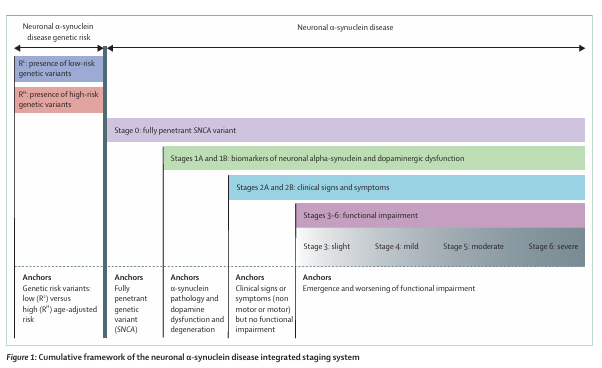 Neuronal α-synuclein
disease genetic risk
Neuronal α-synuclein disease
Rᴸ: presence of low-risk
genetic variants
Rᴴ: presence of high-risk
genetic variants
Stage 0: fully penetrant SNCA variant
Stages 1A and 1B: biomarkers of neuronal alpha-synuclein and dopaminergic dysfunction
Stages 2A and 2B: clinical signs and symptoms
Stages 3–6: functional impairment
Stage 3: slight
Stage 4: mild
Stage 5: moderate
Stage 6: severe
Anchors
Genetic risk variants:
low (Rᴸ) versus
high (Rᴴ) age-adjusted
risk
Anchors
Fully
penetrant
genetic
variant
(SNCA)
Anchors
α-synuclein
pathology and
dopamine
dysfunction and
degeneration
Anchors
Clinical signs or
symptoms (non
motor or motor)
but no functional
impairment
Anchors
Emergence and worsening of functional impairment
Figure 1: Cumulative framework of the neuronal α-synuclein disease integrated staging system